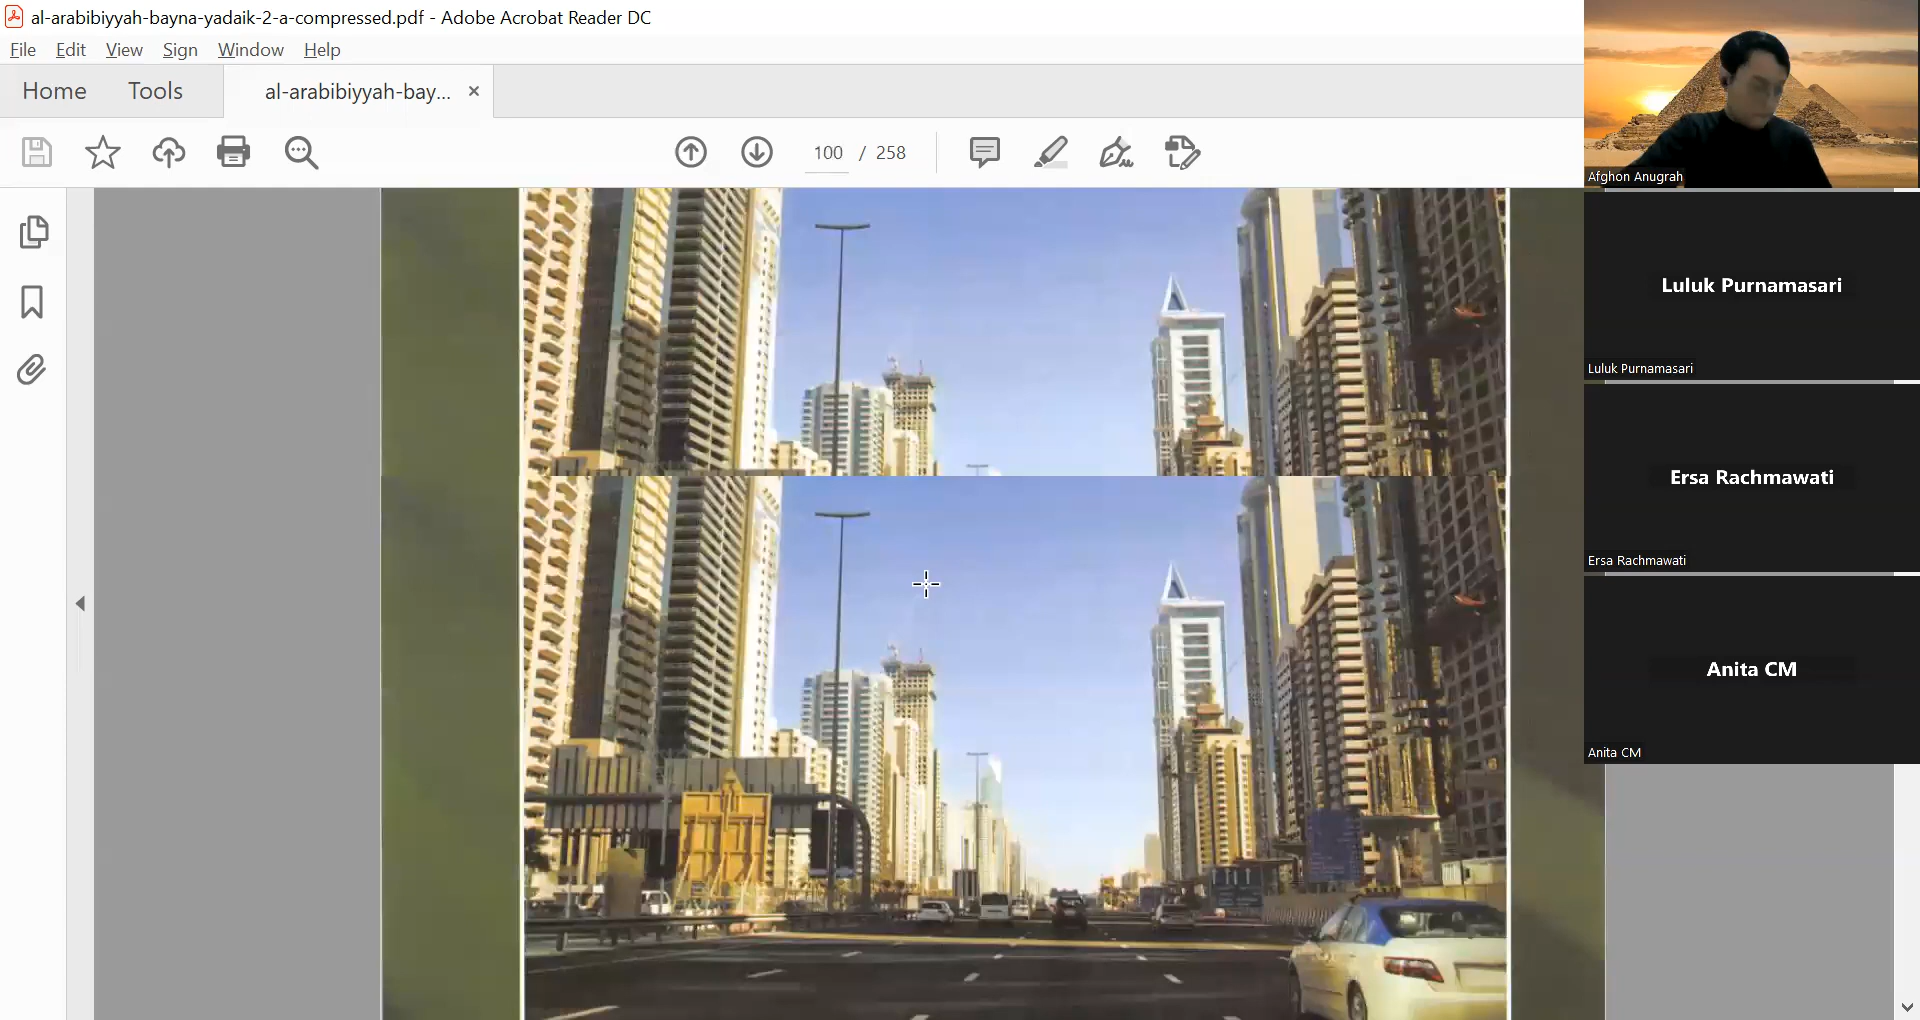 al-arabibiyyah-bayna-yadaik-2-a-compressed.pdf - Adobe Acrobat Reader DC
File Edit View Sign Window Help
Home Tools al-arabibiyyah-bay... ×
100 / 258
Afghon Anugrah
Luluk Purnamasari
Luluk Purnamasari
Ersa Rachmawati
Ersa Rachmawati
Anita CM
Anita CM